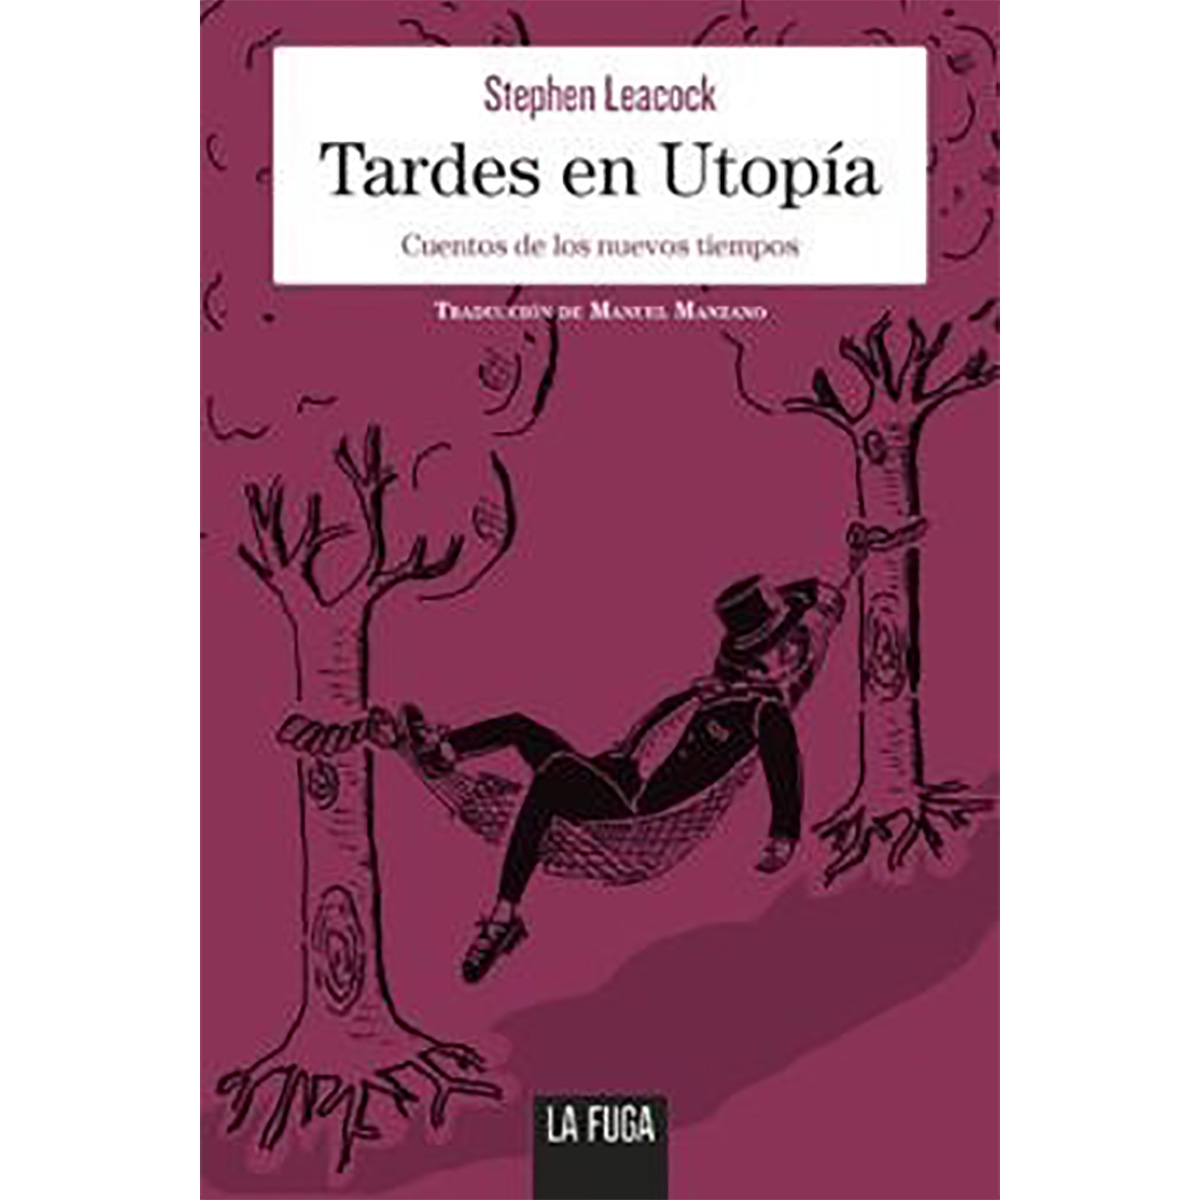 Stephen Leacock
Tardes en Utopía
Cuentos de los nuevos tiempos
Traducción de Manuel Manzano
LA FUGA